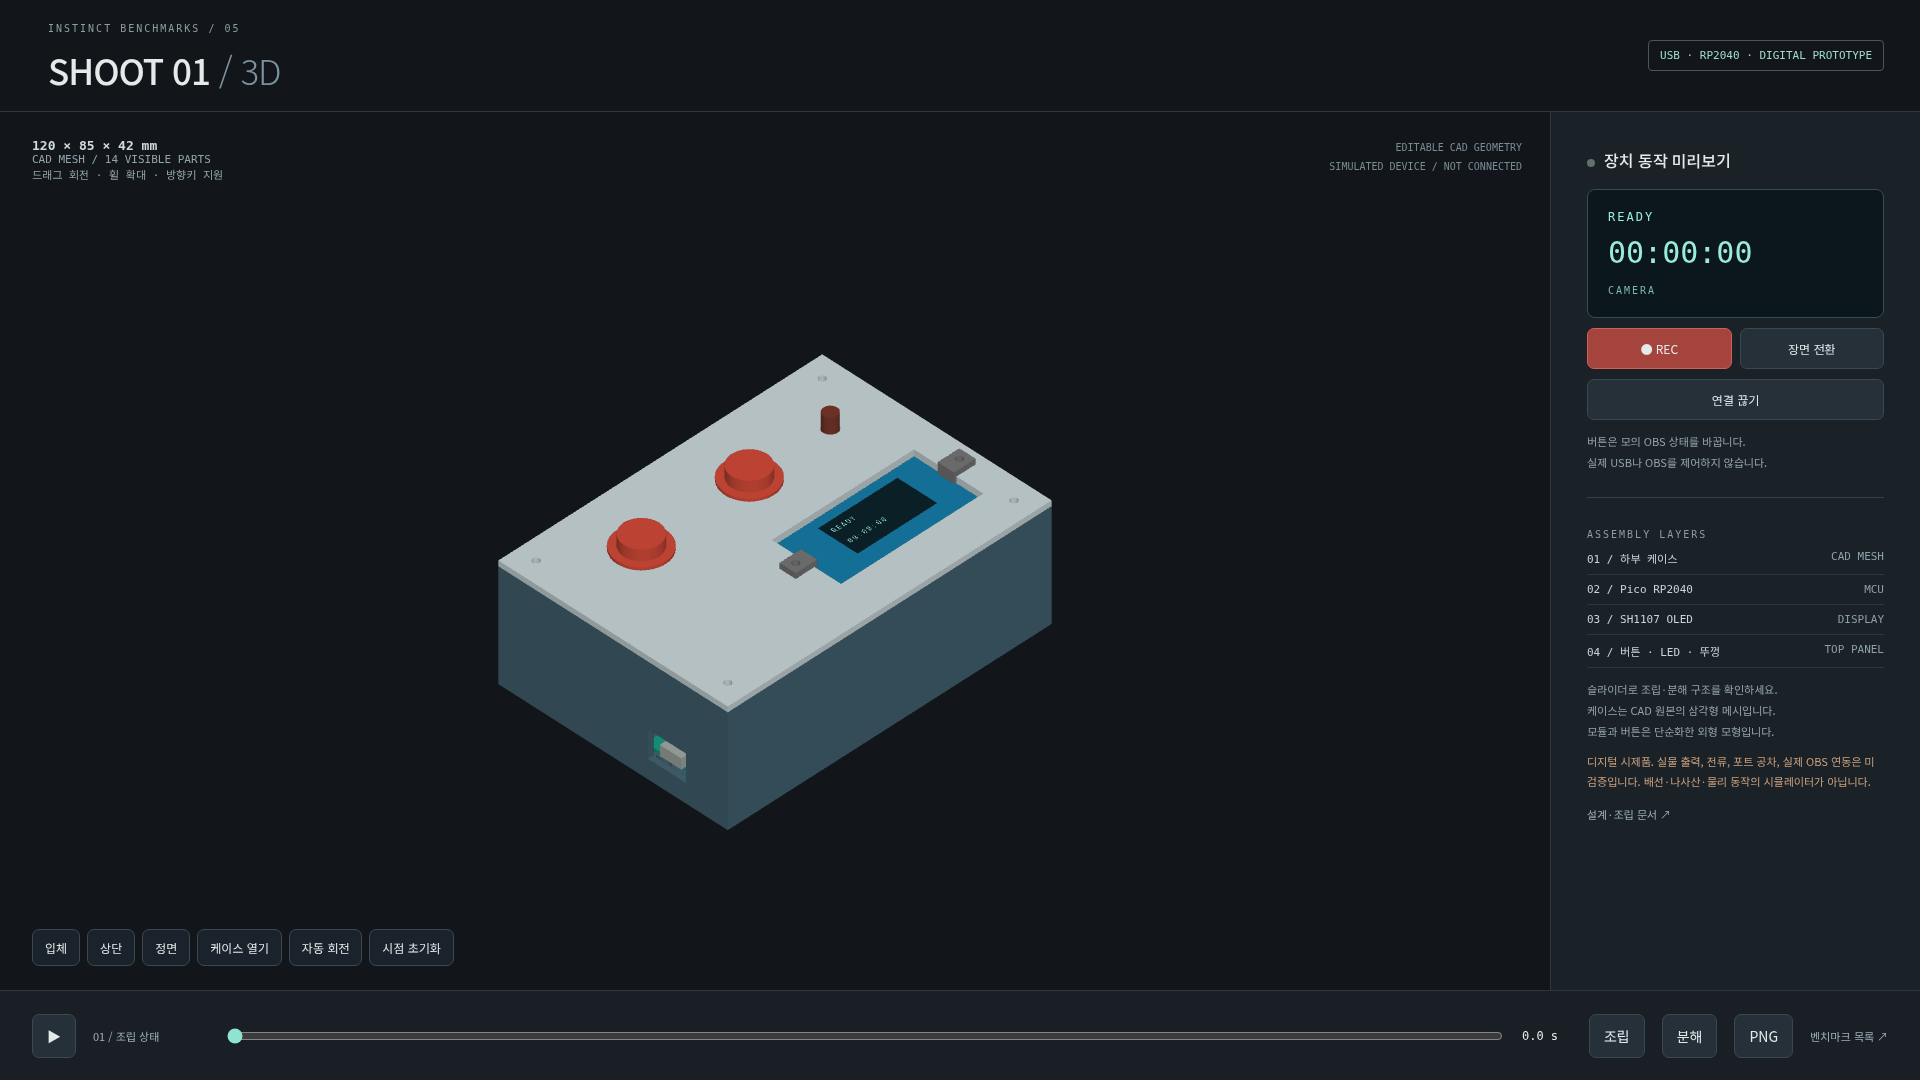 INSTINCT BENCHMARKS / 05
SHOOT 01 / 3D
USB · RP2040 · DIGITAL PROTOTYPE
120 × 85 × 42 mm
CAD MESH / 14 VISIBLE PARTS
드래그 회전 · 휠 확대 · 방향키 지원
EDITABLE CAD GEOMETRY
SIMULATED DEVICE / NOT CONNECTED
READY
00:00:00
장치 동작 미리보기
READY
00:00:00
CAMERA
REC
장면 전환
연결 끊기
버튼은 모의 OBS 상태를 바꿉니다.
실제 USB나 OBS를 제어하지 않습니다.
ASSEMBLY LAYERS
01 / 하부 케이스 CAD MESH
02 / Pico RP2040 MCU
03 / SH1107 OLED DISPLAY
04 / 버튼 · LED · 뚜껑 TOP PANEL
슬라이더로 조립·분해 구조를 확인하세요.
케이스는 CAD 원본의 삼각형 메시입니다.
모듈과 버튼은 단순화한 외형 모형입니다.
디지털 시제품. 실물 출력, 전류, 포트 공차, 실제 OBS 연동은 미
검증입니다. 배선·나사산·물리 동작의 시뮬레이터가 아닙니다.
설계·조립 문서 ↗
입체 상단 정면 케이스 열기 자동 회전 시점 초기화
01 / 조립 상태 0.0 s 조립 분해 PNG 벤치마크 목록 ↗